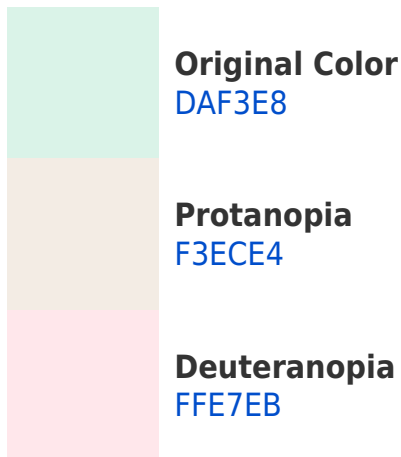 Original Color
DAF3E8
Protanopia
F3ECE4
Deuteranopia
FFE7EB